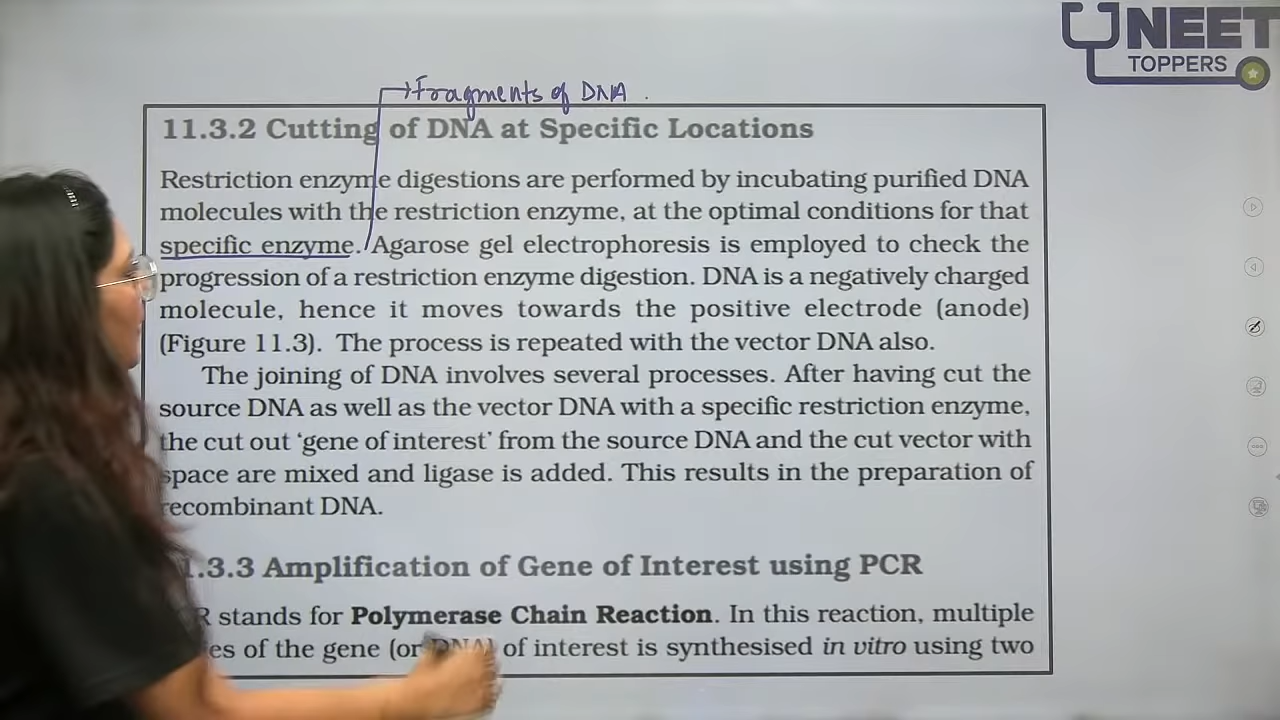 NEET
TOPPERS
Fragments of DNA
11.3.2 Cutting of DNA at Specific Locations
Restriction enzyme digestions are performed by incubating purified DNA
molecules with the restriction enzyme, at the optimal conditions for that
specific enzyme. Agarose gel electrophoresis is employed to check the
progression of a restriction enzyme digestion. DNA is a negatively charged
molecule, hence it moves towards the positive electrode (anode)
(Figure 11.3). The process is repeated with the vector DNA also.
The joining of DNA involves several processes. After having cut the
source DNA as well as the vector DNA with a specific restriction enzyme,
the cut out ‘gene of interest’ from the source DNA and the cut vector with
space are mixed and ligase is added. This results in the preparation of
recombinant DNA.
.3.3 Amplification of Gene of Interest using PCR
R stands for Polymerase Chain Reaction. In this reaction, multiple
es of the gene (or DNA) of interest is synthesised in vitro using two